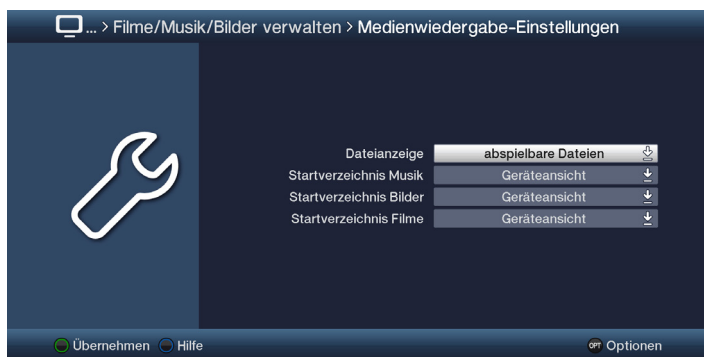 ... > Filme/Musik/Bilder verwalten > Medienwiedergabe-Einstellungen
Dateianzeige abspielbare Dateien
Startverzeichnis Musik Geräteansicht
Startverzeichnis Bilder Geräteansicht
Startverzeichnis Filme Geräteansicht
Übernehmen Hilfe OPT Optionen